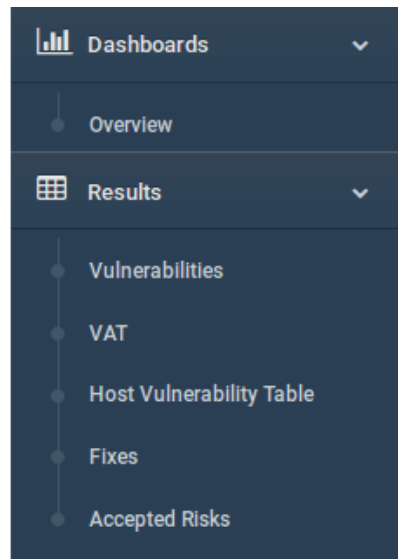 Dashboards
Overview
Results
Vulnerabilities
VAT
Host Vulnerability Table
Fixes
Accepted Risks